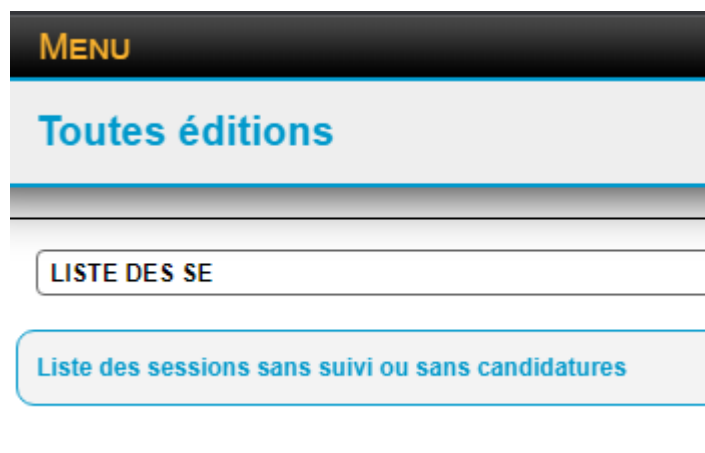 MENU
Toutes éditions
LISTE DES SE
Liste des sessions sans suivi ou sans candidatures